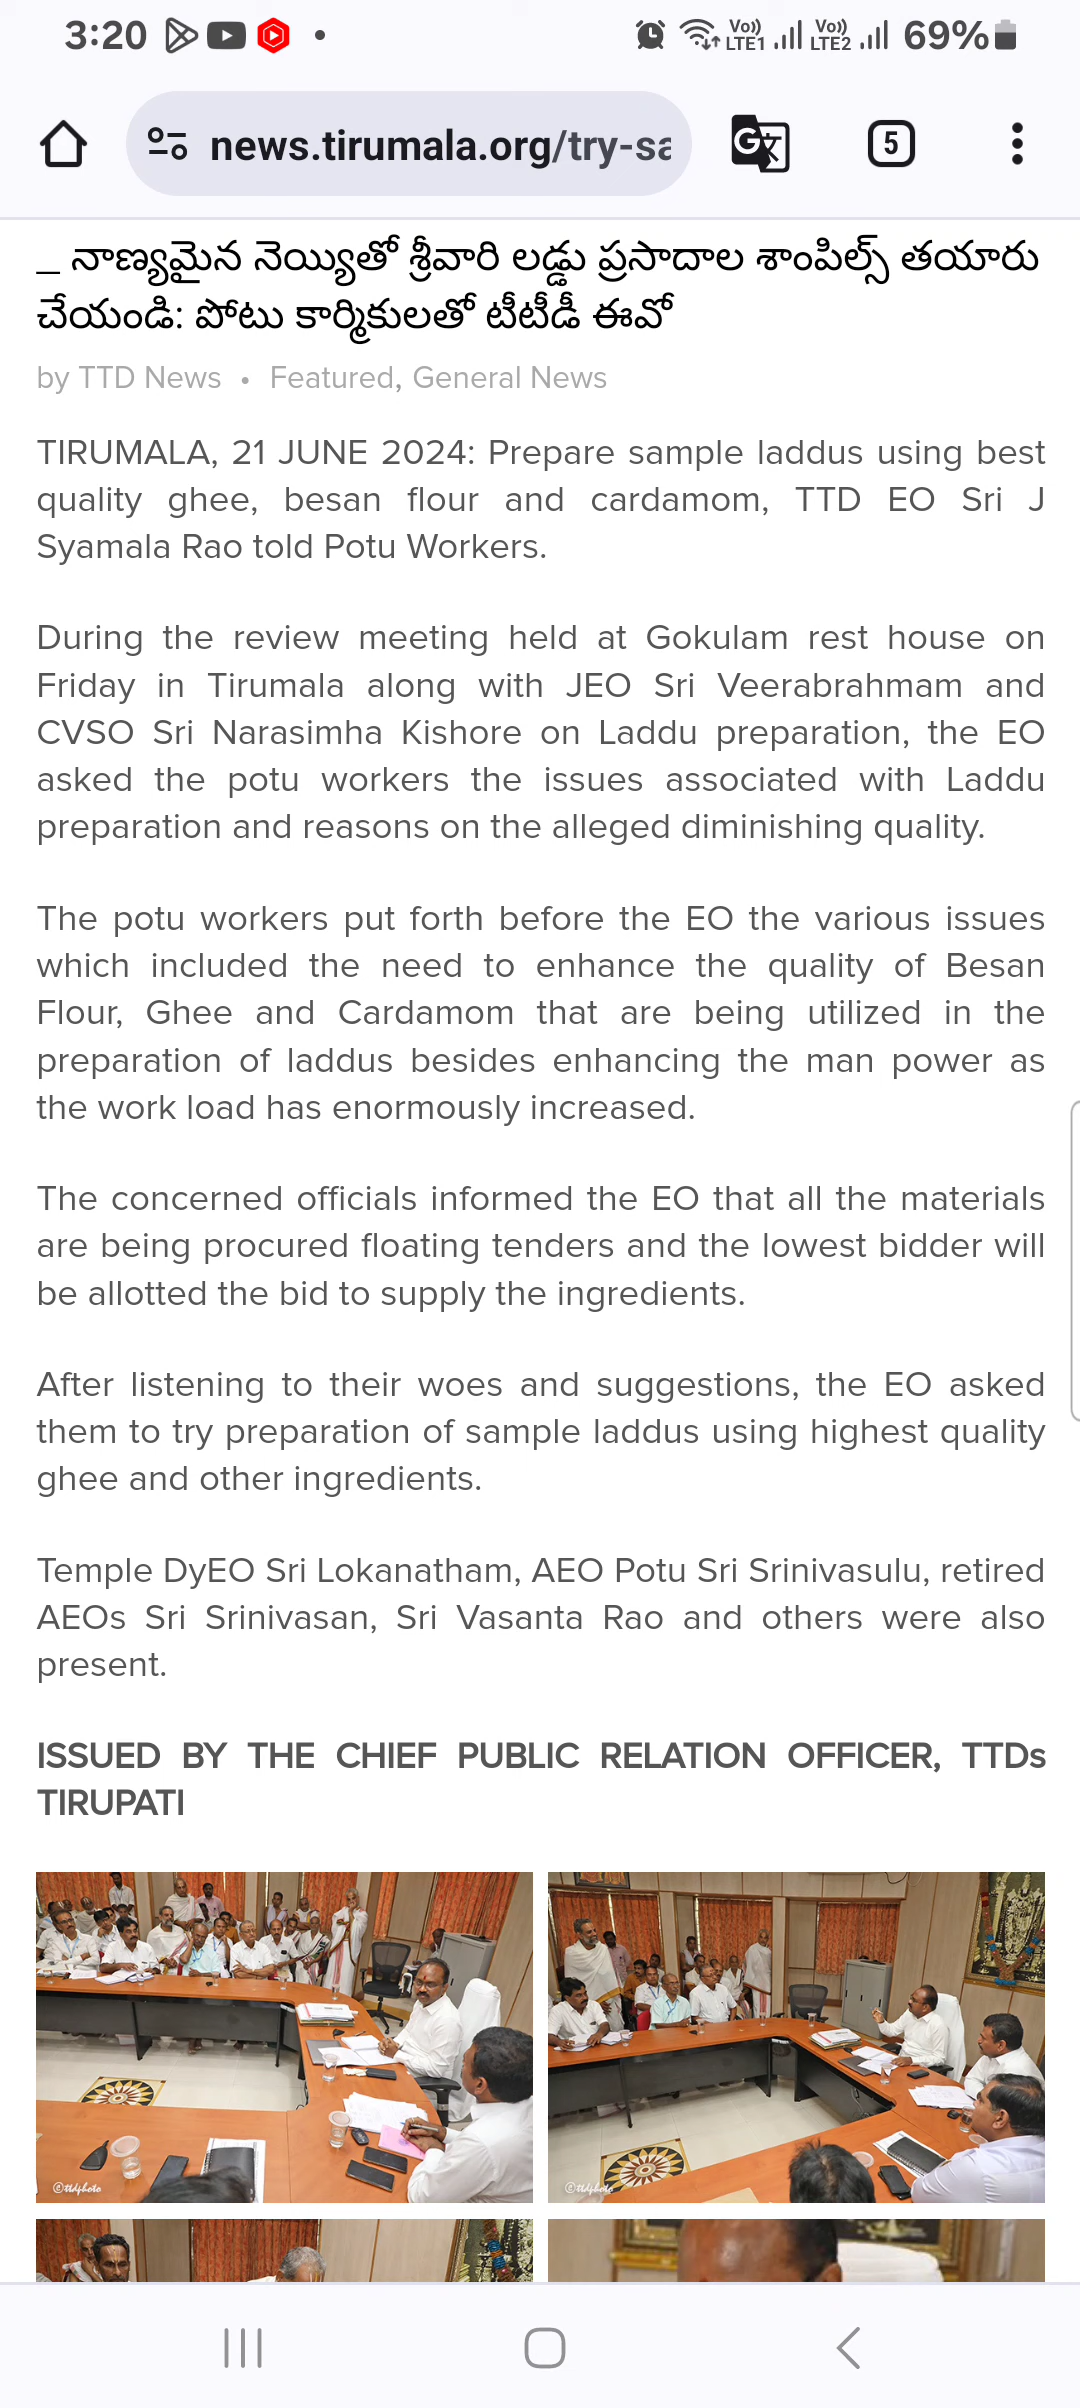 3:20
Vo)) LTE1
Vo)) LTE2
69%
news.tirumala.org/try-sa
G
5
_ నాణ్యమైన నెయ్యితో శ్రీవారి లడ్డు ప్రసాదాల శాంపిల్స్ తయారు
చేయండి: పోటు కార్మికులతో టీటీడీ ఈవో
by TTD News • Featured, General News
TIRUMALA, 21 JUNE 2024: Prepare sample laddus using best
quality ghee, besan flour and cardamom, TTD EO Sri J
Syamala Rao told Potu Workers.
During the review meeting held at Gokulam rest house on
Friday in Tirumala along with JEO Sri Veerabrahmam and
CVSO Sri Narasimha Kishore on Laddu preparation, the EO
asked the potu workers the issues associated with Laddu
preparation and reasons on the alleged diminishing quality.
The potu workers put forth before the EO the various issues
which included the need to enhance the quality of Besan
Flour, Ghee and Cardamom that are being utilized in the
preparation of laddus besides enhancing the man power as
the work load has enormously increased.
The concerned officials informed the EO that all the materials
are being procured floating tenders and the lowest bidder will
be allotted the bid to supply the ingredients.
After listening to their woes and suggestions, the EO asked
them to try preparation of sample laddus using highest quality
ghee and other ingredients.
Temple DyEO Sri Lokanatham, AEO Potu Sri Srinivasulu, retired
AEOs Sri Srinivasan, Sri Vasanta Rao and others were also
present.
ISSUED BY THE CHIEF PUBLIC RELATION OFFICER, TTDs
TIRUPATI
©ttdphoto
©ttdphoto